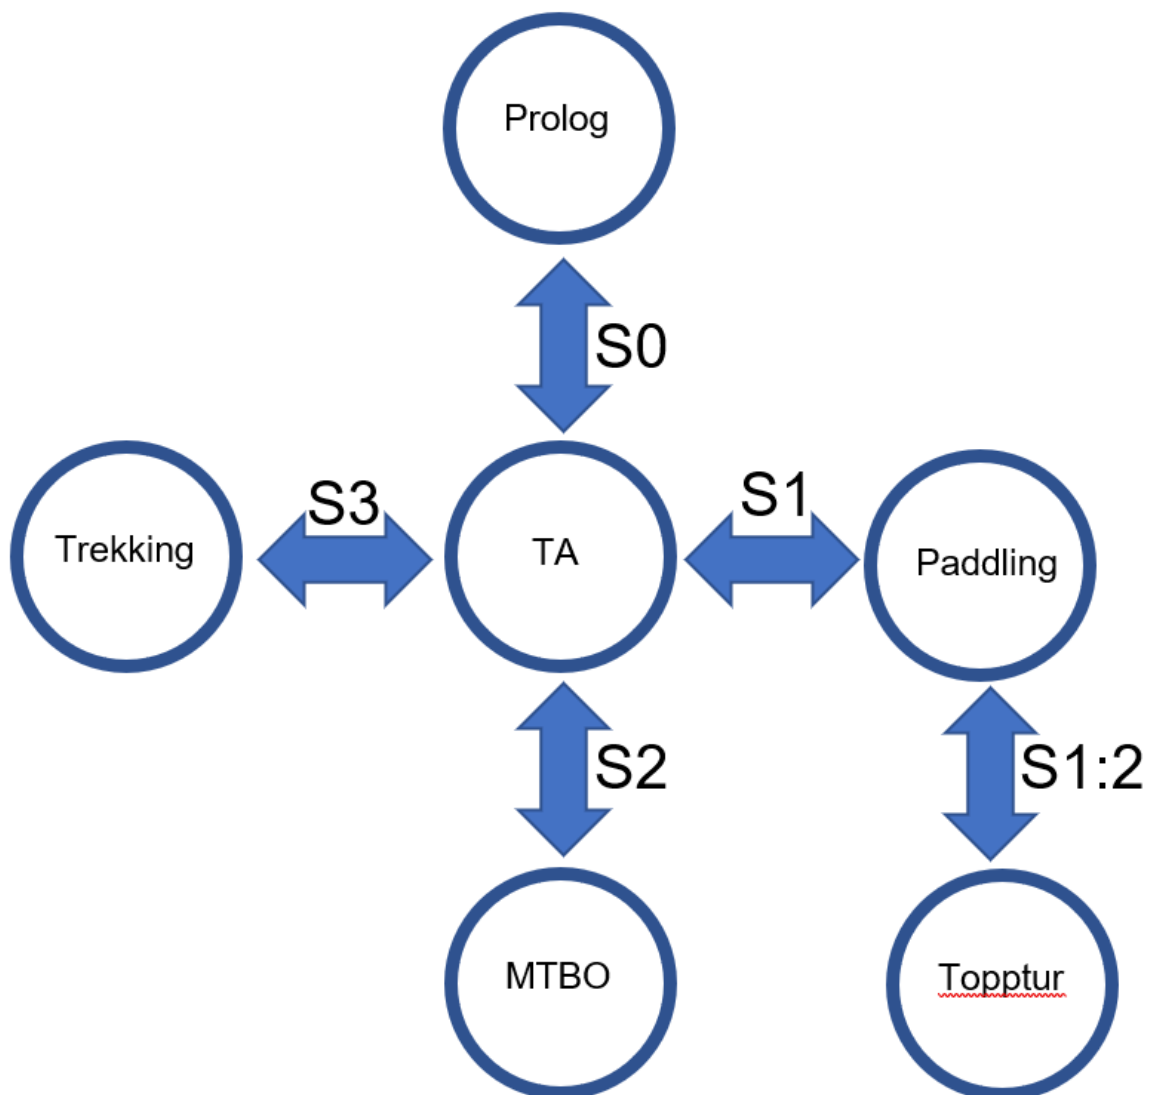 Prolog
S0
Trekking
S3
TA
S1
Paddling
S2
S1:2
MTBO
Topptur